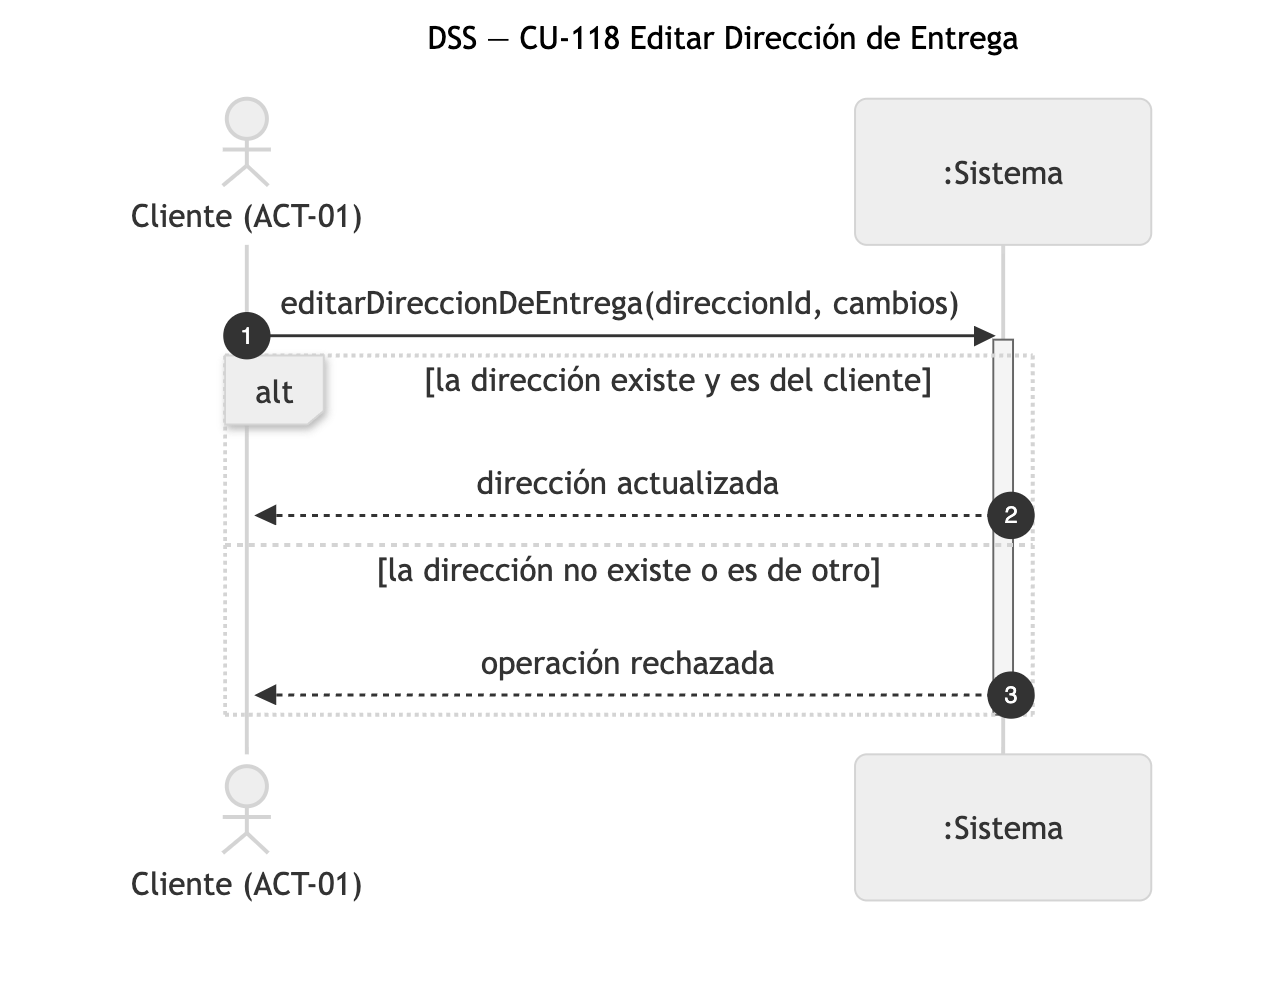 DSS — CU-118 Editar Dirección de Entrega
Cliente (ACT-01)
:Sistema
editarDireccionDeEntrega(direccionId, cambios)
1
alt
[la dirección existe y es del cliente]
dirección actualizada
2
[la dirección no existe o es de otro]
operación rechazada
3
Cliente (ACT-01)
:Sistema